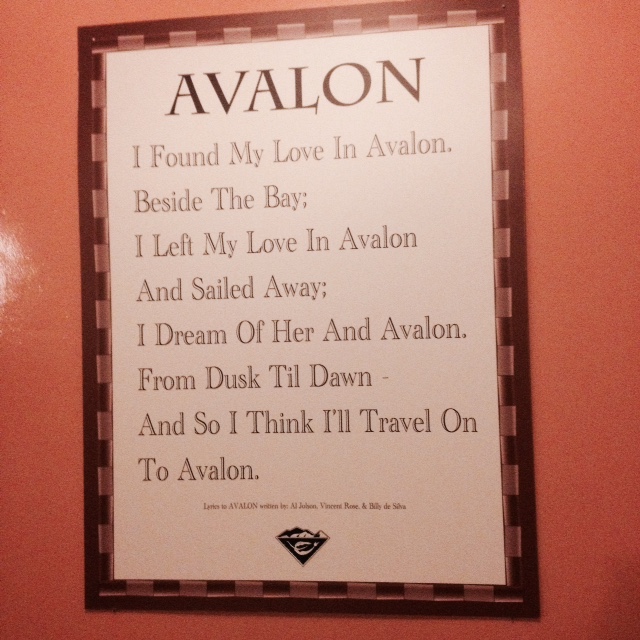 AVALON
I Found My Love In Avalon.
Beside The Bay;
I Left My Love In Avalon
And Sailed Away;
I Dream Of Her And Avalon.
From Dusk Til Dawn -
And So I Think I'll Travel On
To Avalon.
Lyrics to AVALON written by: Al Jolson, Vincent Rose, & Billy de Silva